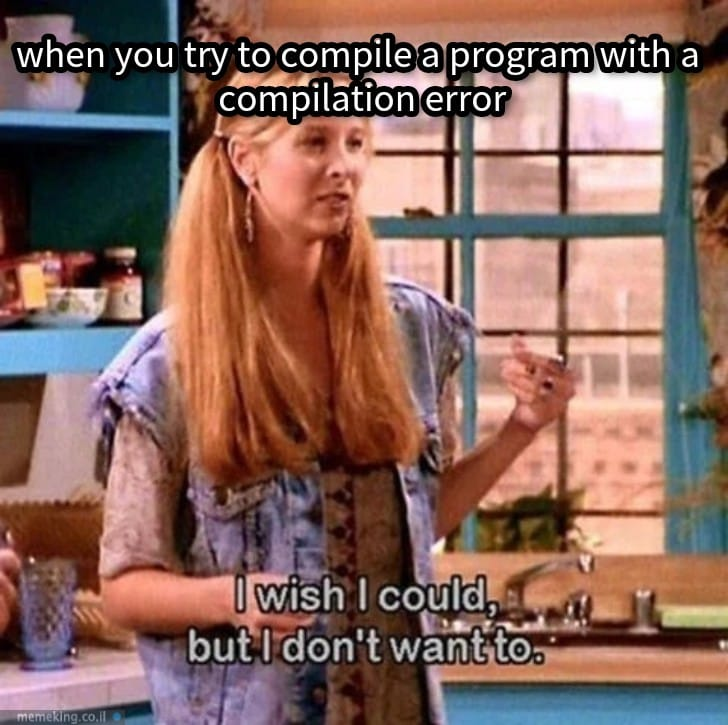 when you try to compile a program with a
compilation error
I wish I could,
but I don't want to.
memeking.co.il